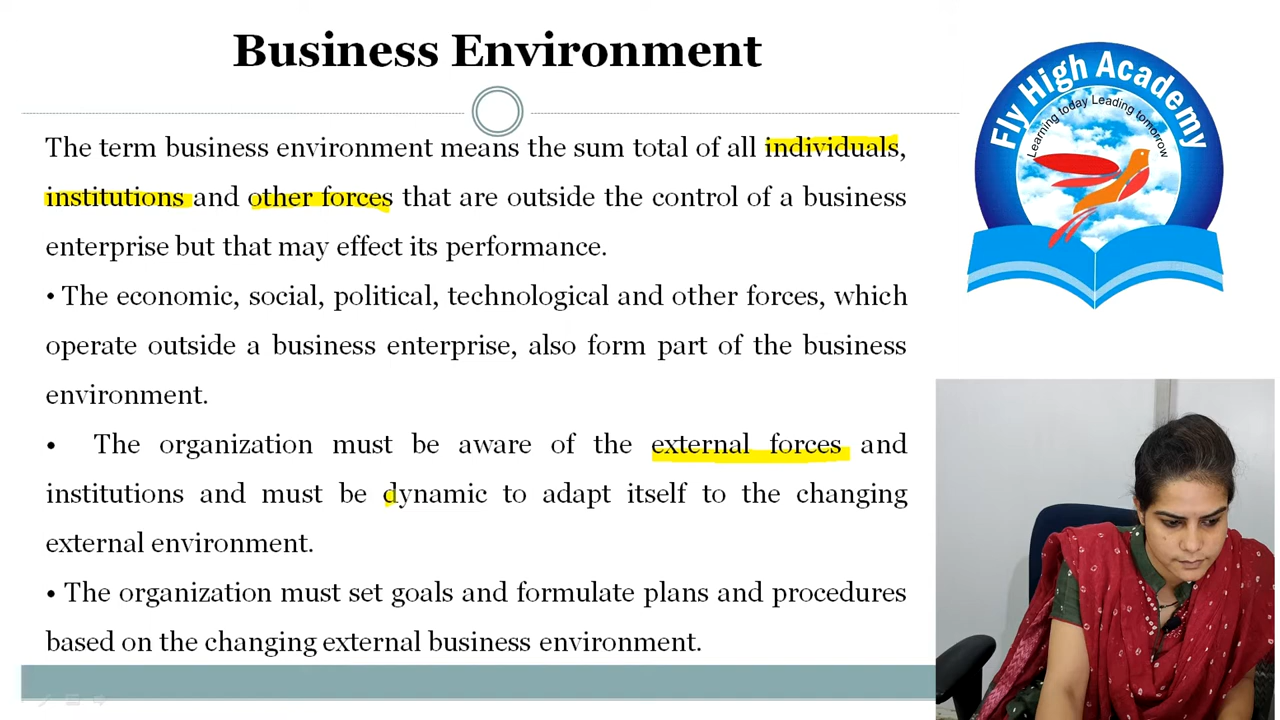 Business Environment
The term business environment means the sum total of all individuals,
institutions and other forces that are outside the control of a business
enterprise but that may effect its performance.
• The economic, social, political, technological and other forces, which
operate outside a business enterprise, also form part of the business
environment.
• The organization must be aware of the external forces and
institutions and must be dynamic to adapt itself to the changing
external environment.
• The organization must set goals and formulate plans and procedures
based on the changing external business environment.
Fly High Academy
Learning today Leading tomorrow